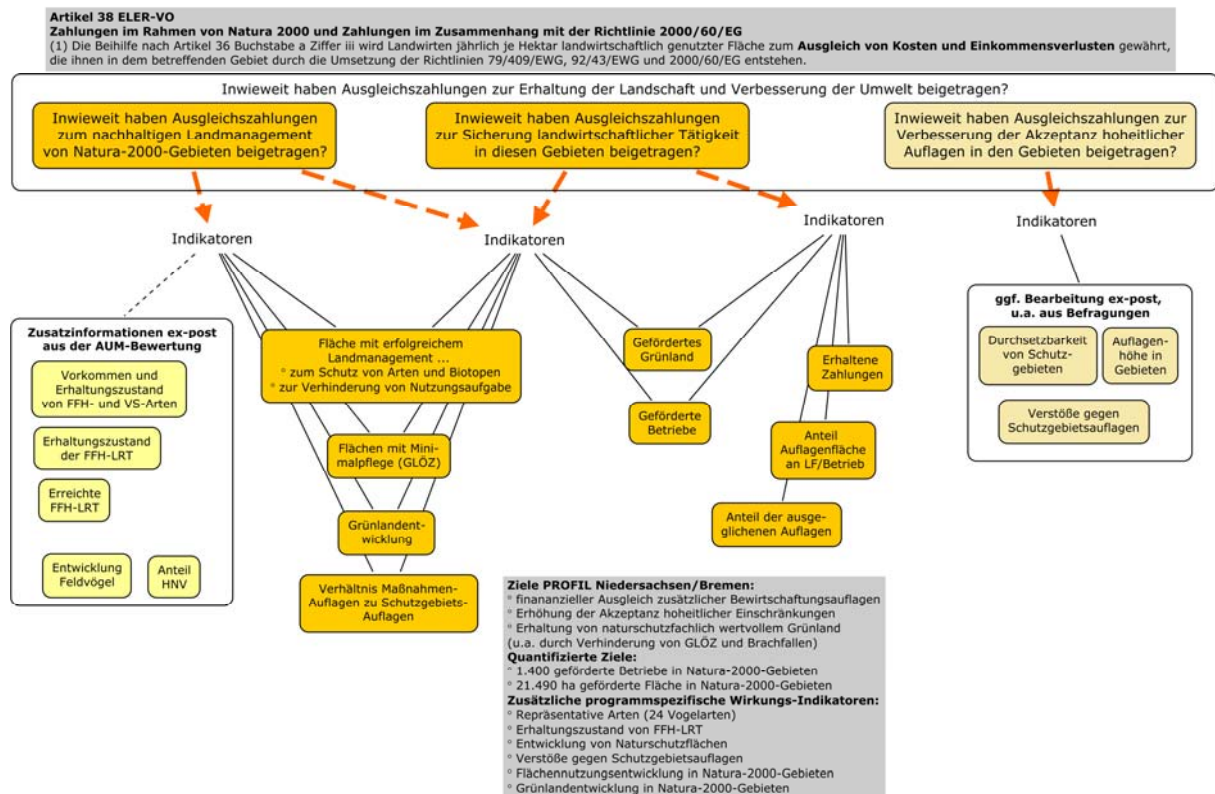 Artikel 38 ELER-VO
Zahlungen im Rahmen von Natura 2000 und Zahlungen im Zusammenhang mit der Richtlinie 2000/60/EG
(1) Die Beihilfe nach Artikel 36 Buchstabe a Ziffer iii wird Landwirten jährlich je Hektar landwirtschaftlich genutzter Fläche zum Ausgleich von Kosten und Einkommensverlusten gewährt,
die ihnen in dem betreffenden Gebiet durch die Umsetzung der Richtlinien 79/409/EWG, 92/43/EWG und 2000/60/EG entstehen.
Inwieweit haben Ausgleichszahlungen zur Erhaltung der Landschaft und Verbesserung der Umwelt beigetragen?
Inwieweit haben Ausgleichszahlungen
zum nachhaltigen Landmanagement
von Natura-2000-Gebieten beigetragen?
Inwieweit haben Ausgleichszahlungen
zur Sicherung landwirtschaftlicher Tätigkeit
in diesen Gebieten beigetragen?
Inwieweit haben Ausgleichszahlungen zur
Verbesserung der Akzeptanz hoheitlicher
Auflagen in den Gebieten beigetragen?
Indikatoren
Indikatoren
Indikatoren
Indikatoren
Zusatzinformationen ex-post
aus der AUM-Bewertung
Vorkommen und
Erhaltungszustand
von FFH- und VS-Arten
Erhaltungszustand
der FFH-LRT
Erreichte
FFH-LRT
Entwicklung
Feldvögel
Anteil
HNV
Fläche mit erfolgreichem
Landmanagement ...
° zum Schutz von Arten und Biotopen
° zur Verhinderung von Nutzungsaufgabe
Flächen mit Mini-
malpflege (GLÖZ)
Grünlandent-
wicklung
Verhältnis Maßnahmen-
Auflagen zu Schutzgebiets-
Auflagen
Gefördertes
Grünland
Geförderte
Betriebe
Erhaltene
Zahlungen
Anteil
Auflagenfläche
an LF/Betrieb
Anteil der ausge-
glichenen Auflagen
ggf. Bearbeitung ex-post,
u.a. aus Befragungen
Durchsetzbarkeit
von Schutz-
gebieten
Auflagen-
höhe in
Gebieten
Verstöße gegen
Schutzgebietsauflagen
Ziele PROFIL Niedersachsen/Bremen:
° finananzieller Ausgleich zusätzlicher Bewirtschaftungsauflagen
° Erhöhung der Akzeptanz hoheitlicher Einschränkungen
° Erhaltung von naturschutzfachlich wertvollem Grünland
(u.a. durch Verhinderung von GLÖZ und Brachfallen)
Quantifizierte Ziele:
° 1.400 geförderte Betriebe in Natura-2000-Gebieten
° 21.490 ha geförderte Fläche in Natura-2000-Gebieten
Zusätzliche programmspezifische Wirkungs-Indikatoren:
° Repräsentative Arten (24 Vogelarten)
° Erhaltungszustand von FFH-LRT
° Entwicklung von Naturschutzflächen
° Verstöße gegen Schutzgebietsauflagen
° Flächennutzungsentwicklung in Natura-2000-Gebieten
° Grünlandentwicklung in Natura-2000-Gebieten